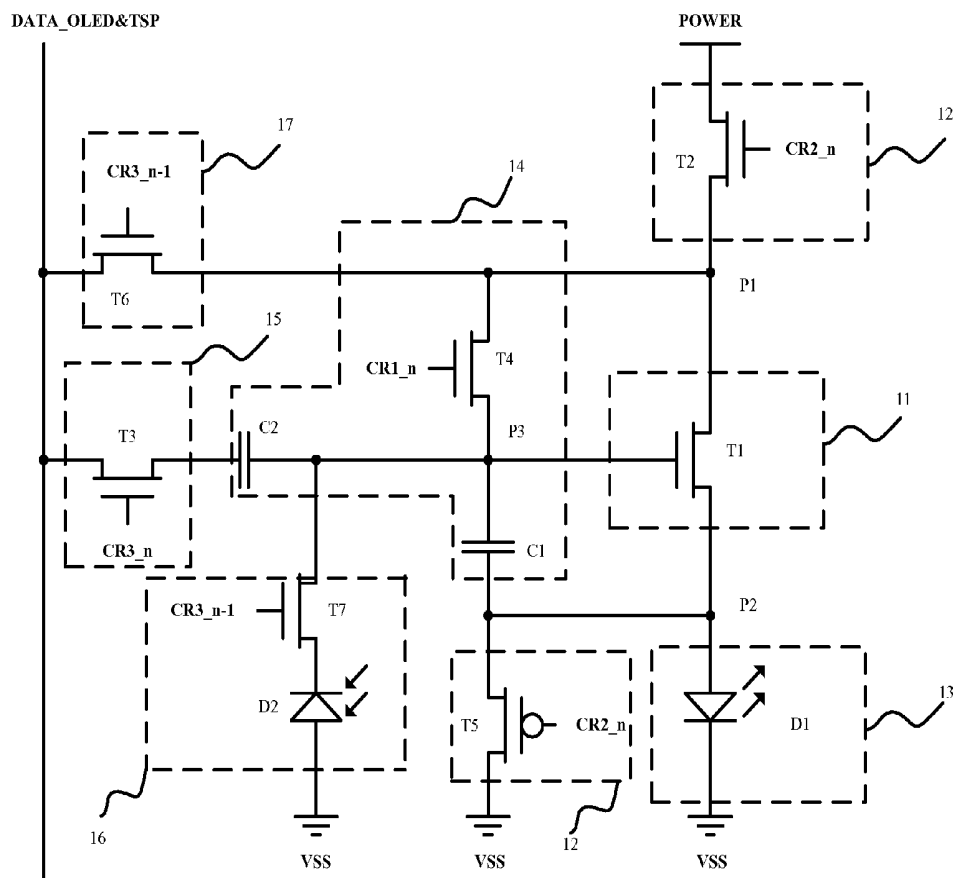 DATA_OLED&TSP
POWER
17
12
CR3_n-1
14
T2
CR2_n
P1
T6
15
T4
CR1_n
11
C2
P3
T3
T1
CR3_n
C1
P2
CR3_n-1
T7
D2
T5
CR2_n
D1
13
16
12
VSS
VSS
VSS